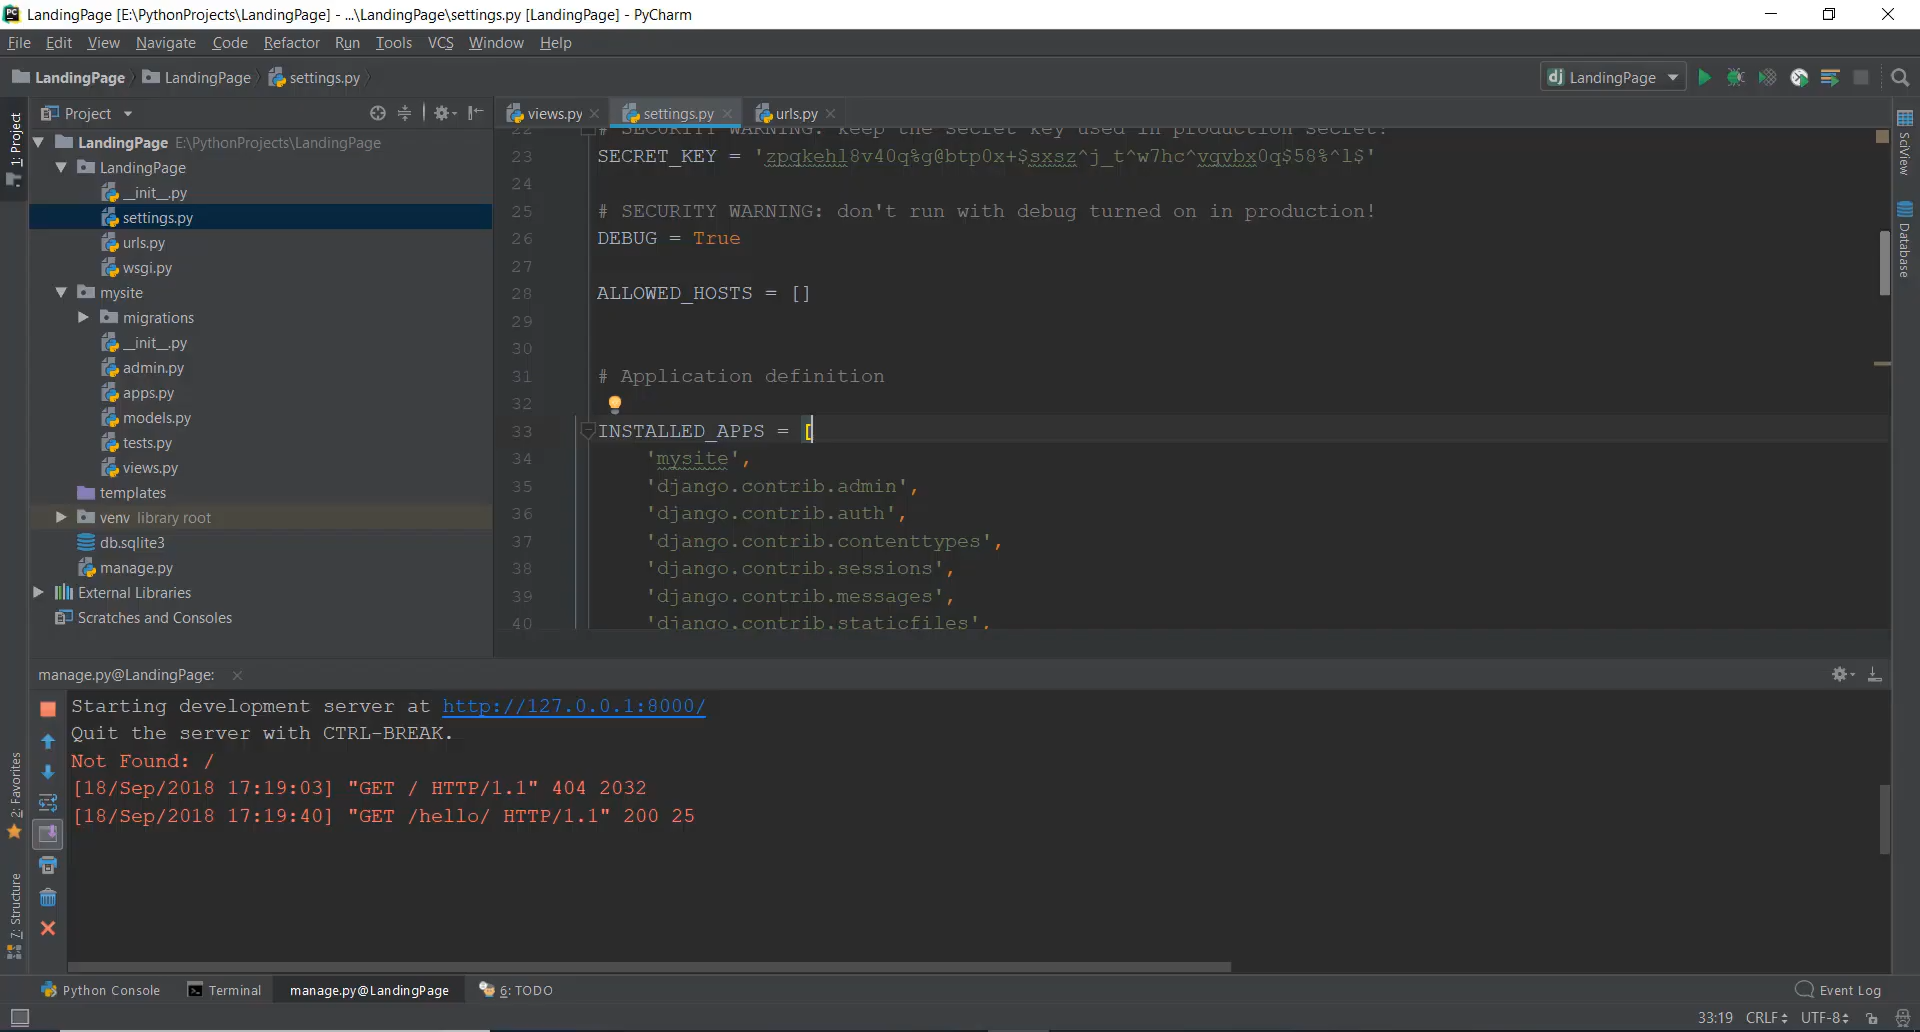 LandingPage [E:\PythonProjects\LandingPage] - ...\LandingPage\settings.py [LandingPage] - PyCharm
File Edit View Navigate Code Refactor Run Tools VCS Window Help
LandingPage LandingPage settings.py
dj LandingPage
1: Project
Project
LandingPage E:\PythonProjects\LandingPage
LandingPage
__init__.py
settings.py
urls.py
wsgi.py
mysite
migrations
__init__.py
admin.py
apps.py
models.py
tests.py
views.py
templates
venv library root
db.sqlite3
manage.py
External Libraries
Scratches and Consoles
views.py settings.py urls.py
22 # SECURITY WARNING: keep the secret key used in production secret!
23 SECRET_KEY = 'zpqkehl8v40q%g@btp0x+$sxsz^j_t^w7hc^vqvbx0q$58%^l$'
24
25 # SECURITY WARNING: don't run with debug turned on in production!
26 DEBUG = True
27
28 ALLOWED_HOSTS = []
29
30
31 # Application definition
32
33 INSTALLED_APPS = [
34 'mysite',
35 'django.contrib.admin',
36 'django.contrib.auth',
37 'django.contrib.contenttypes',
38 'django.contrib.sessions',
39 'django.contrib.messages',
40 'django.contrib.staticfiles',
SciView
Database
manage.py@LandingPage:
Starting development server at http://127.0.0.1:8000/
Quit the server with CTRL-BREAK.
Not Found: /
[18/Sep/2018 17:19:03] "GET / HTTP/1.1" 404 2032
[18/Sep/2018 17:19:40] "GET /hello/ HTTP/1.1" 200 25
2: Favorites
7: Structure
Python Console Terminal manage.py@LandingPage 6: TODO Event Log
33:19 CRLF UTF-8